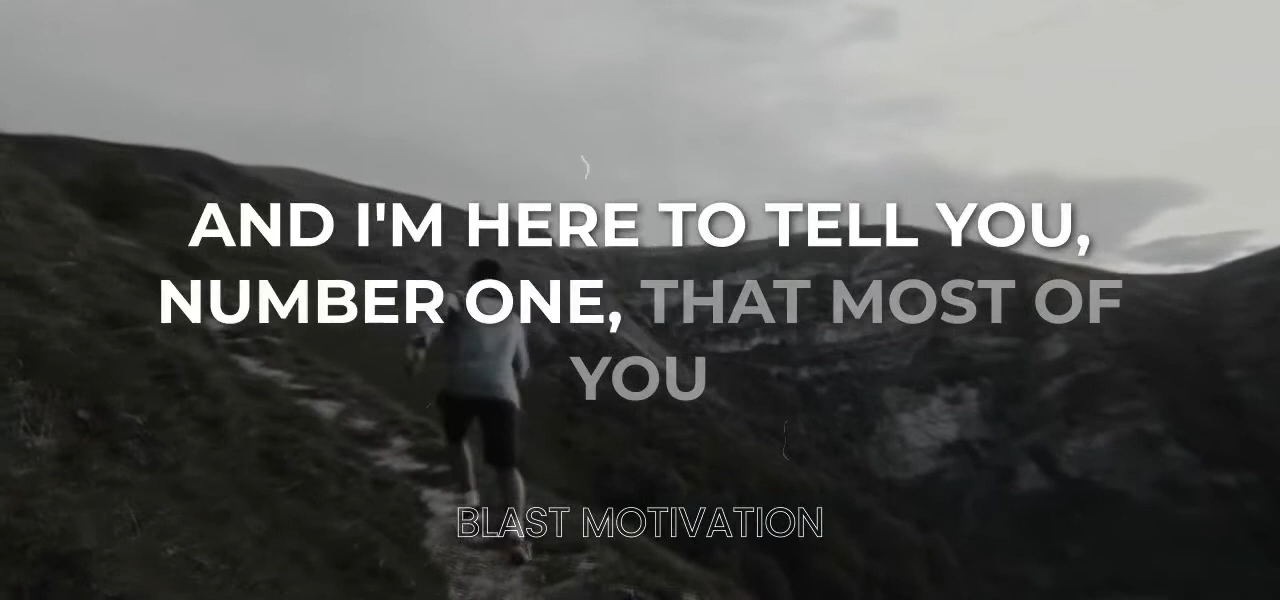 AND I'M HERE TO TELL YOU,
NUMBER ONE, THAT MOST OF
YOU
BLAST MOTIVATION